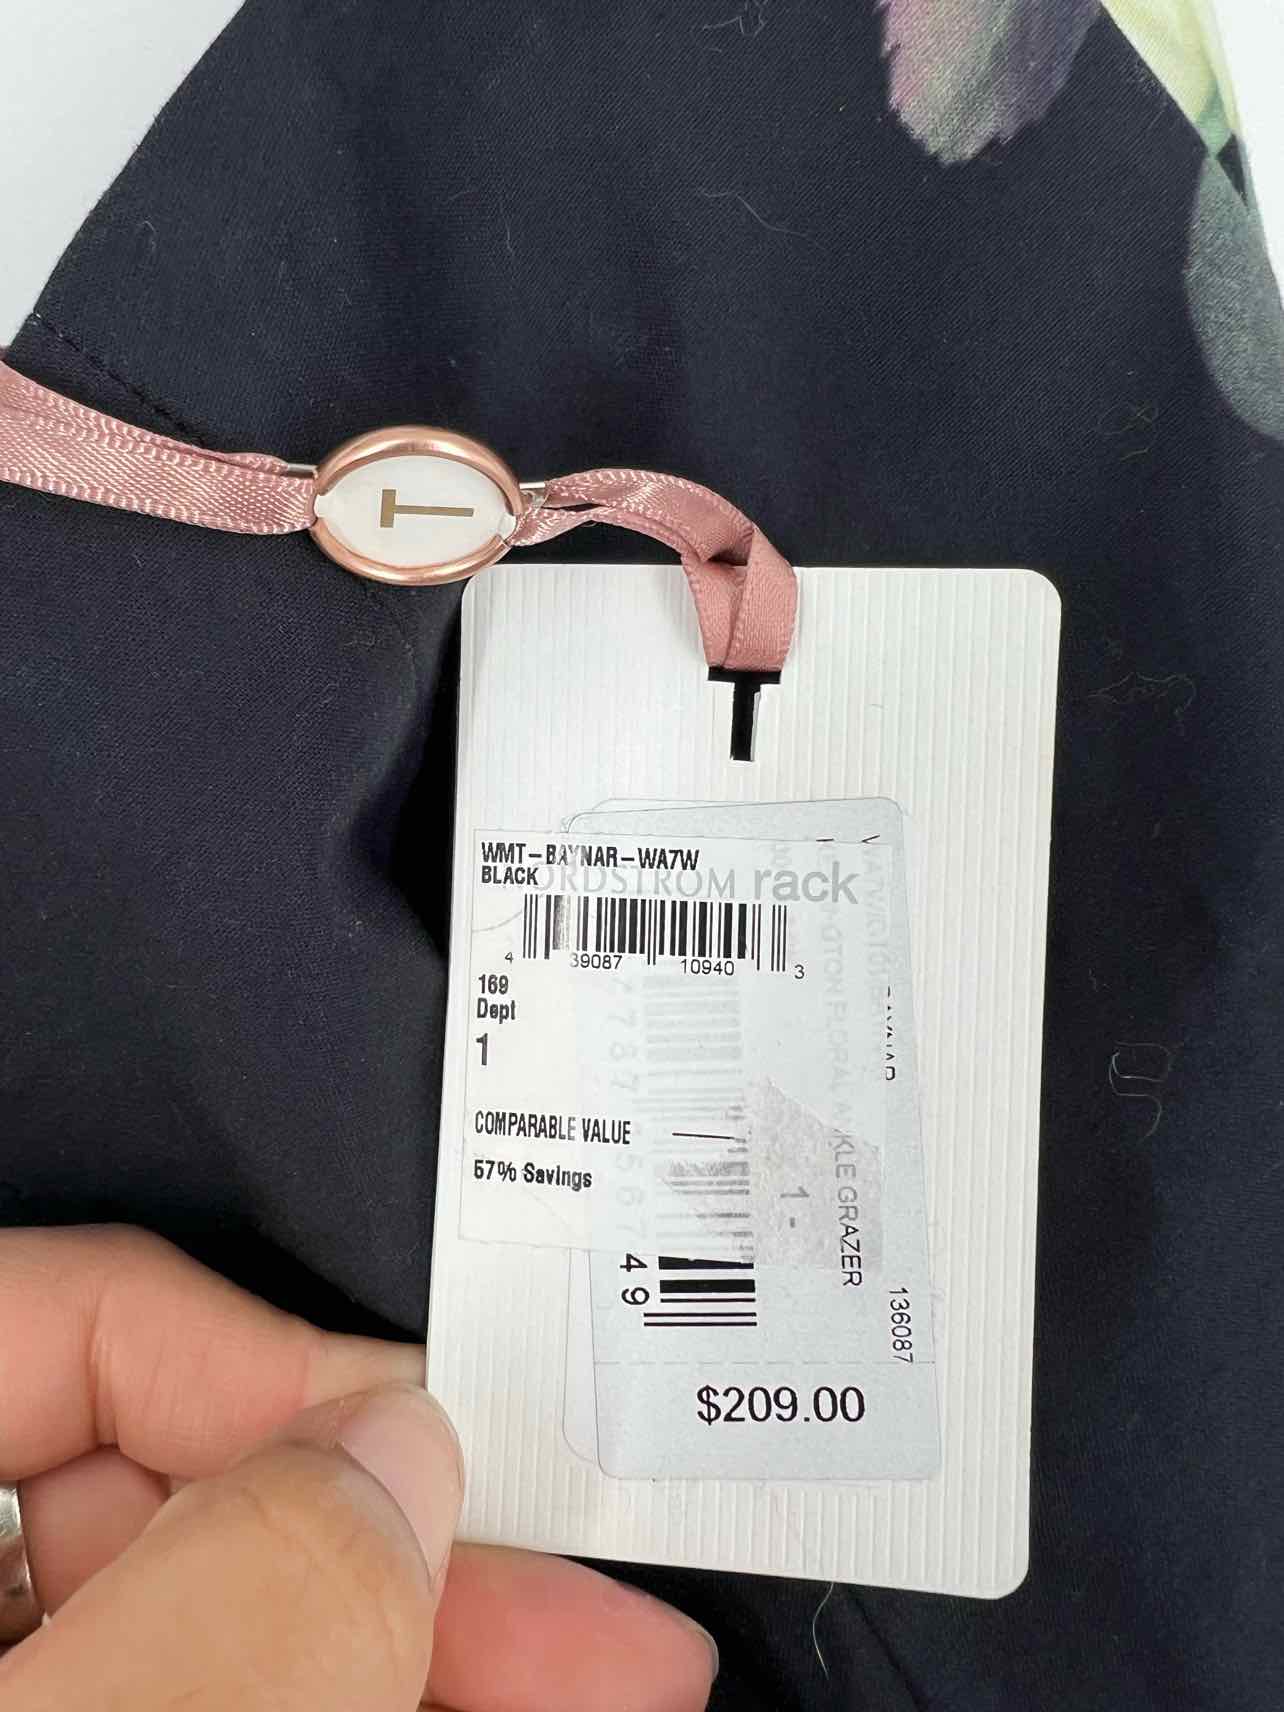 T
WMT-BAYNAR-WA7W
BLACK
NORDSTROM rack
4 39087 10940 3
169
Dept
1
COMPARABLE VALUE
57% Savings
FLORAL ANKLE GRAZER
1 -
136087
49
$209.00